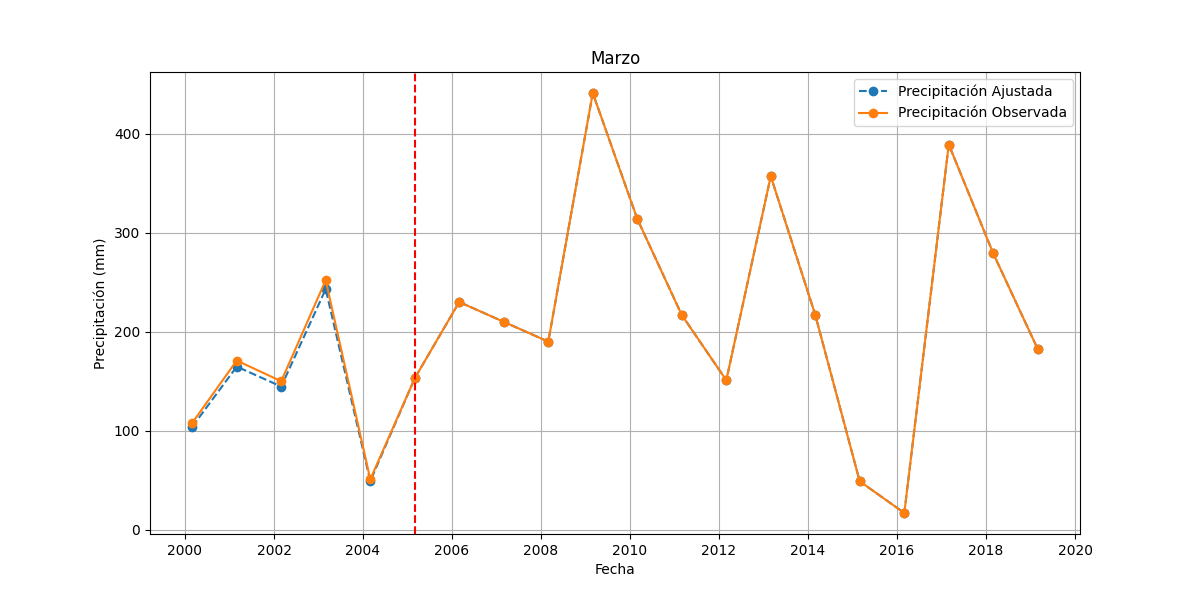 Marzo
Precipitación Ajustada
Precipitación Observada
Precipitación (mm)
400
300
200
100
0
2000 2002 2004 2006 2008 2010 2012 2014 2016 2018 2020
Fecha